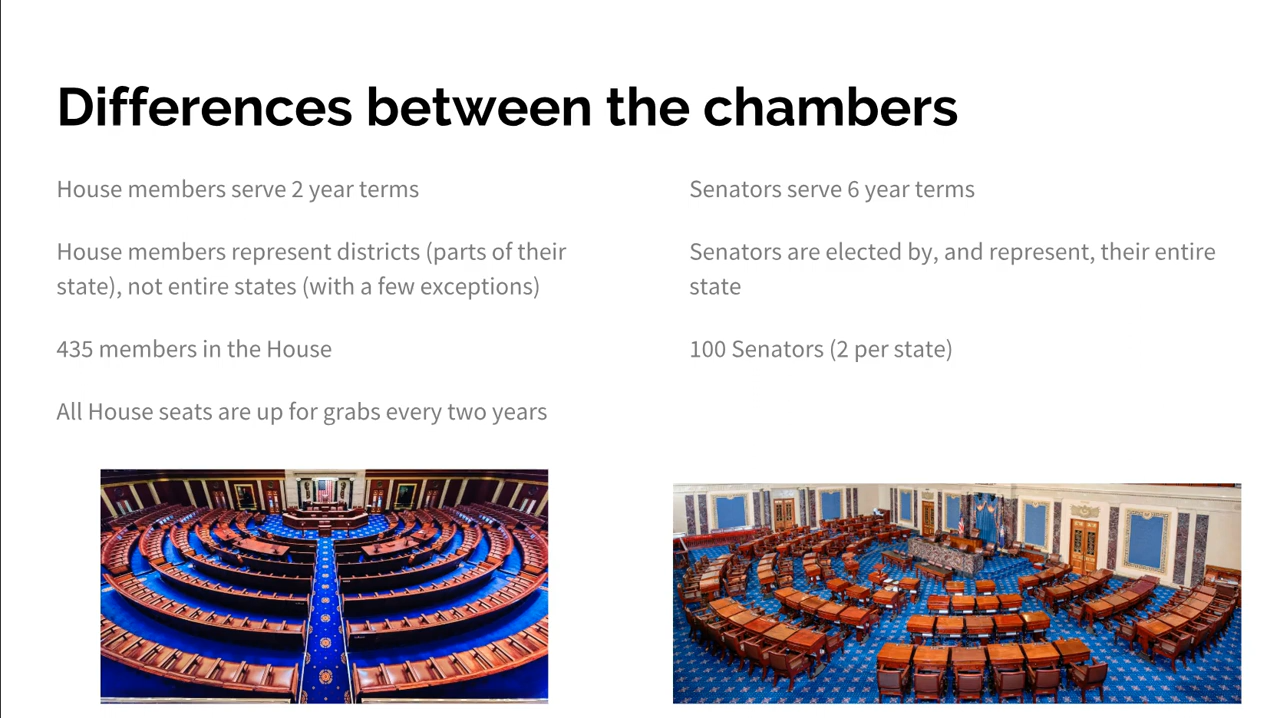 Differences between the chambers
House members serve 2 year terms
House members represent districts (parts of their
state), not entire states (with a few exceptions)
435 members in the House
All House seats are up for grabs every two years
Senators serve 6 year terms
Senators are elected by, and represent, their entire
state
100 Senators (2 per state)